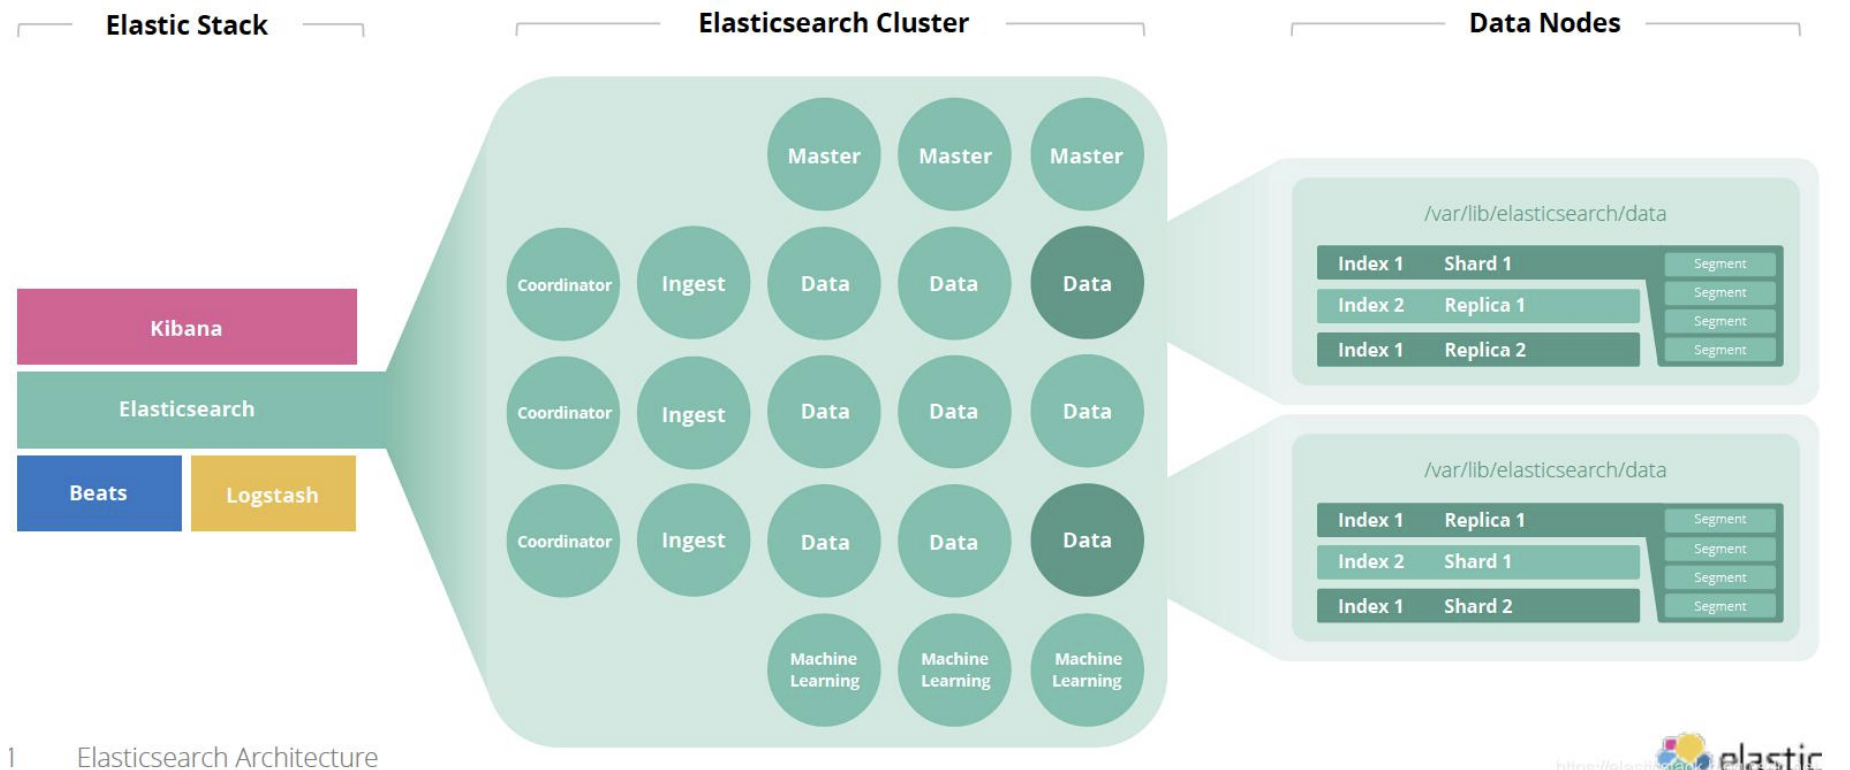 Elastic Stack
Elasticsearch Cluster
Data Nodes
Kibana
Elasticsearch
Beats
Logstash
Master
Master
Master
Coordinator
Ingest
Data
Data
Data
Coordinator
Ingest
Data
Data
Data
Coordinator
Ingest
Data
Data
Data
Machine
Learning
Machine
Learning
Machine
Learning
/var/lib/elasticsearch/data
Index 1 Shard 1
Index 2 Replica 1
Index 1 Replica 2
Segment
Segment
Segment
Segment
/var/lib/elasticsearch/data
Index 1 Replica 1
Index 2 Shard 1
Index 1 Shard 2
Segment
Segment
Segment
Segment
1 Elasticsearch Architecture
elastic